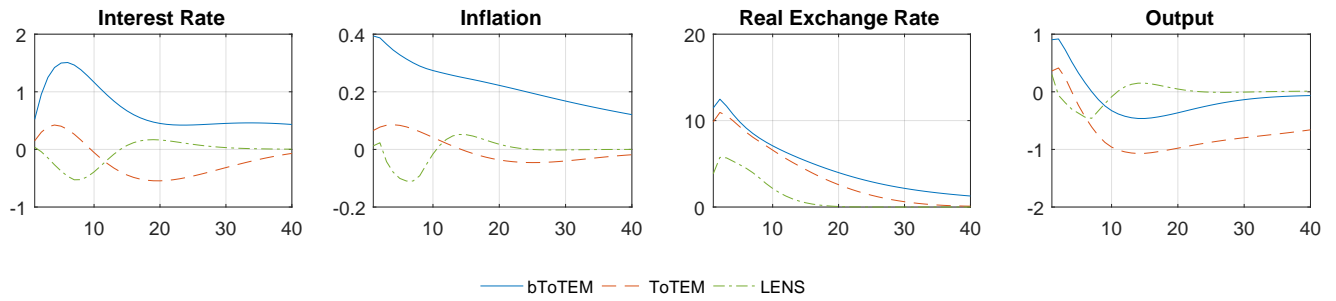 Interest Rate Inflation Real Exchange Rate Output
2 0.4 20 1
1 0.2 10 0
0 0 -1
-1 -0.2 0 -2
10 20 30 40 10 20 30 40 10 20 30 40 10 20 30 40
bToTEM ToTEM LENS